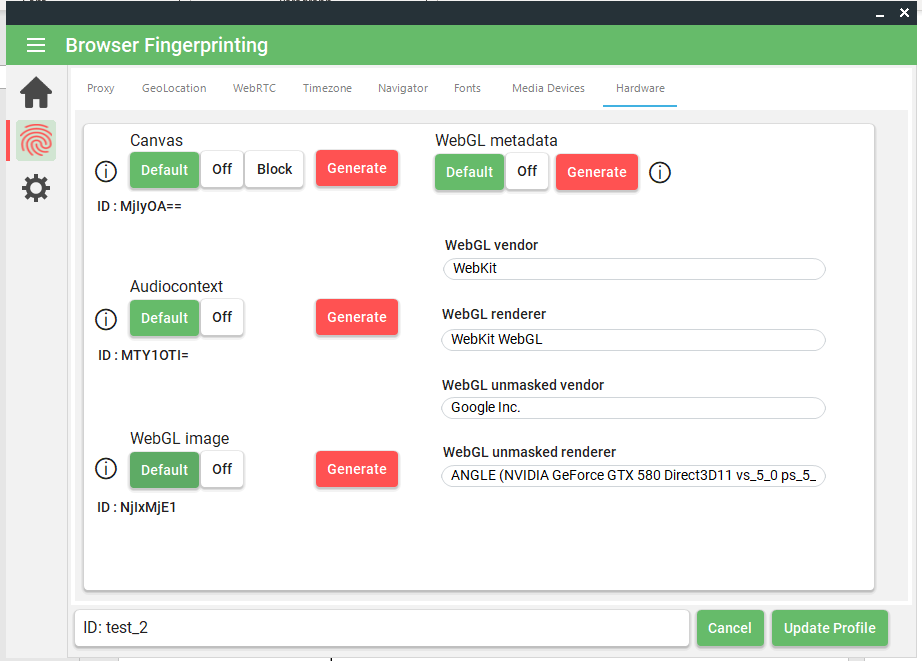 Browser Fingerprinting
Proxy GeoLocation WebRTC Timezone Navigator Fonts Media Devices Hardware
Canvas
Default Off Block Generate
ID : MjIyOA==
WebGL metadata
Default Off Generate
Audiocontext
Default Off Generate
ID : MTY1OTI=
WebGL image
Default Off Generate
ID : NjIxMjE1
WebGL vendor
WebKit
WebGL renderer
WebKit WebGL
WebGL unmasked vendor
Google Inc.
WebGL unmasked renderer
ANGLE (NVIDIA GeForce GTX 580 Direct3D11 vs_5_0 ps_5_
ID: test_2
Cancel Update Profile